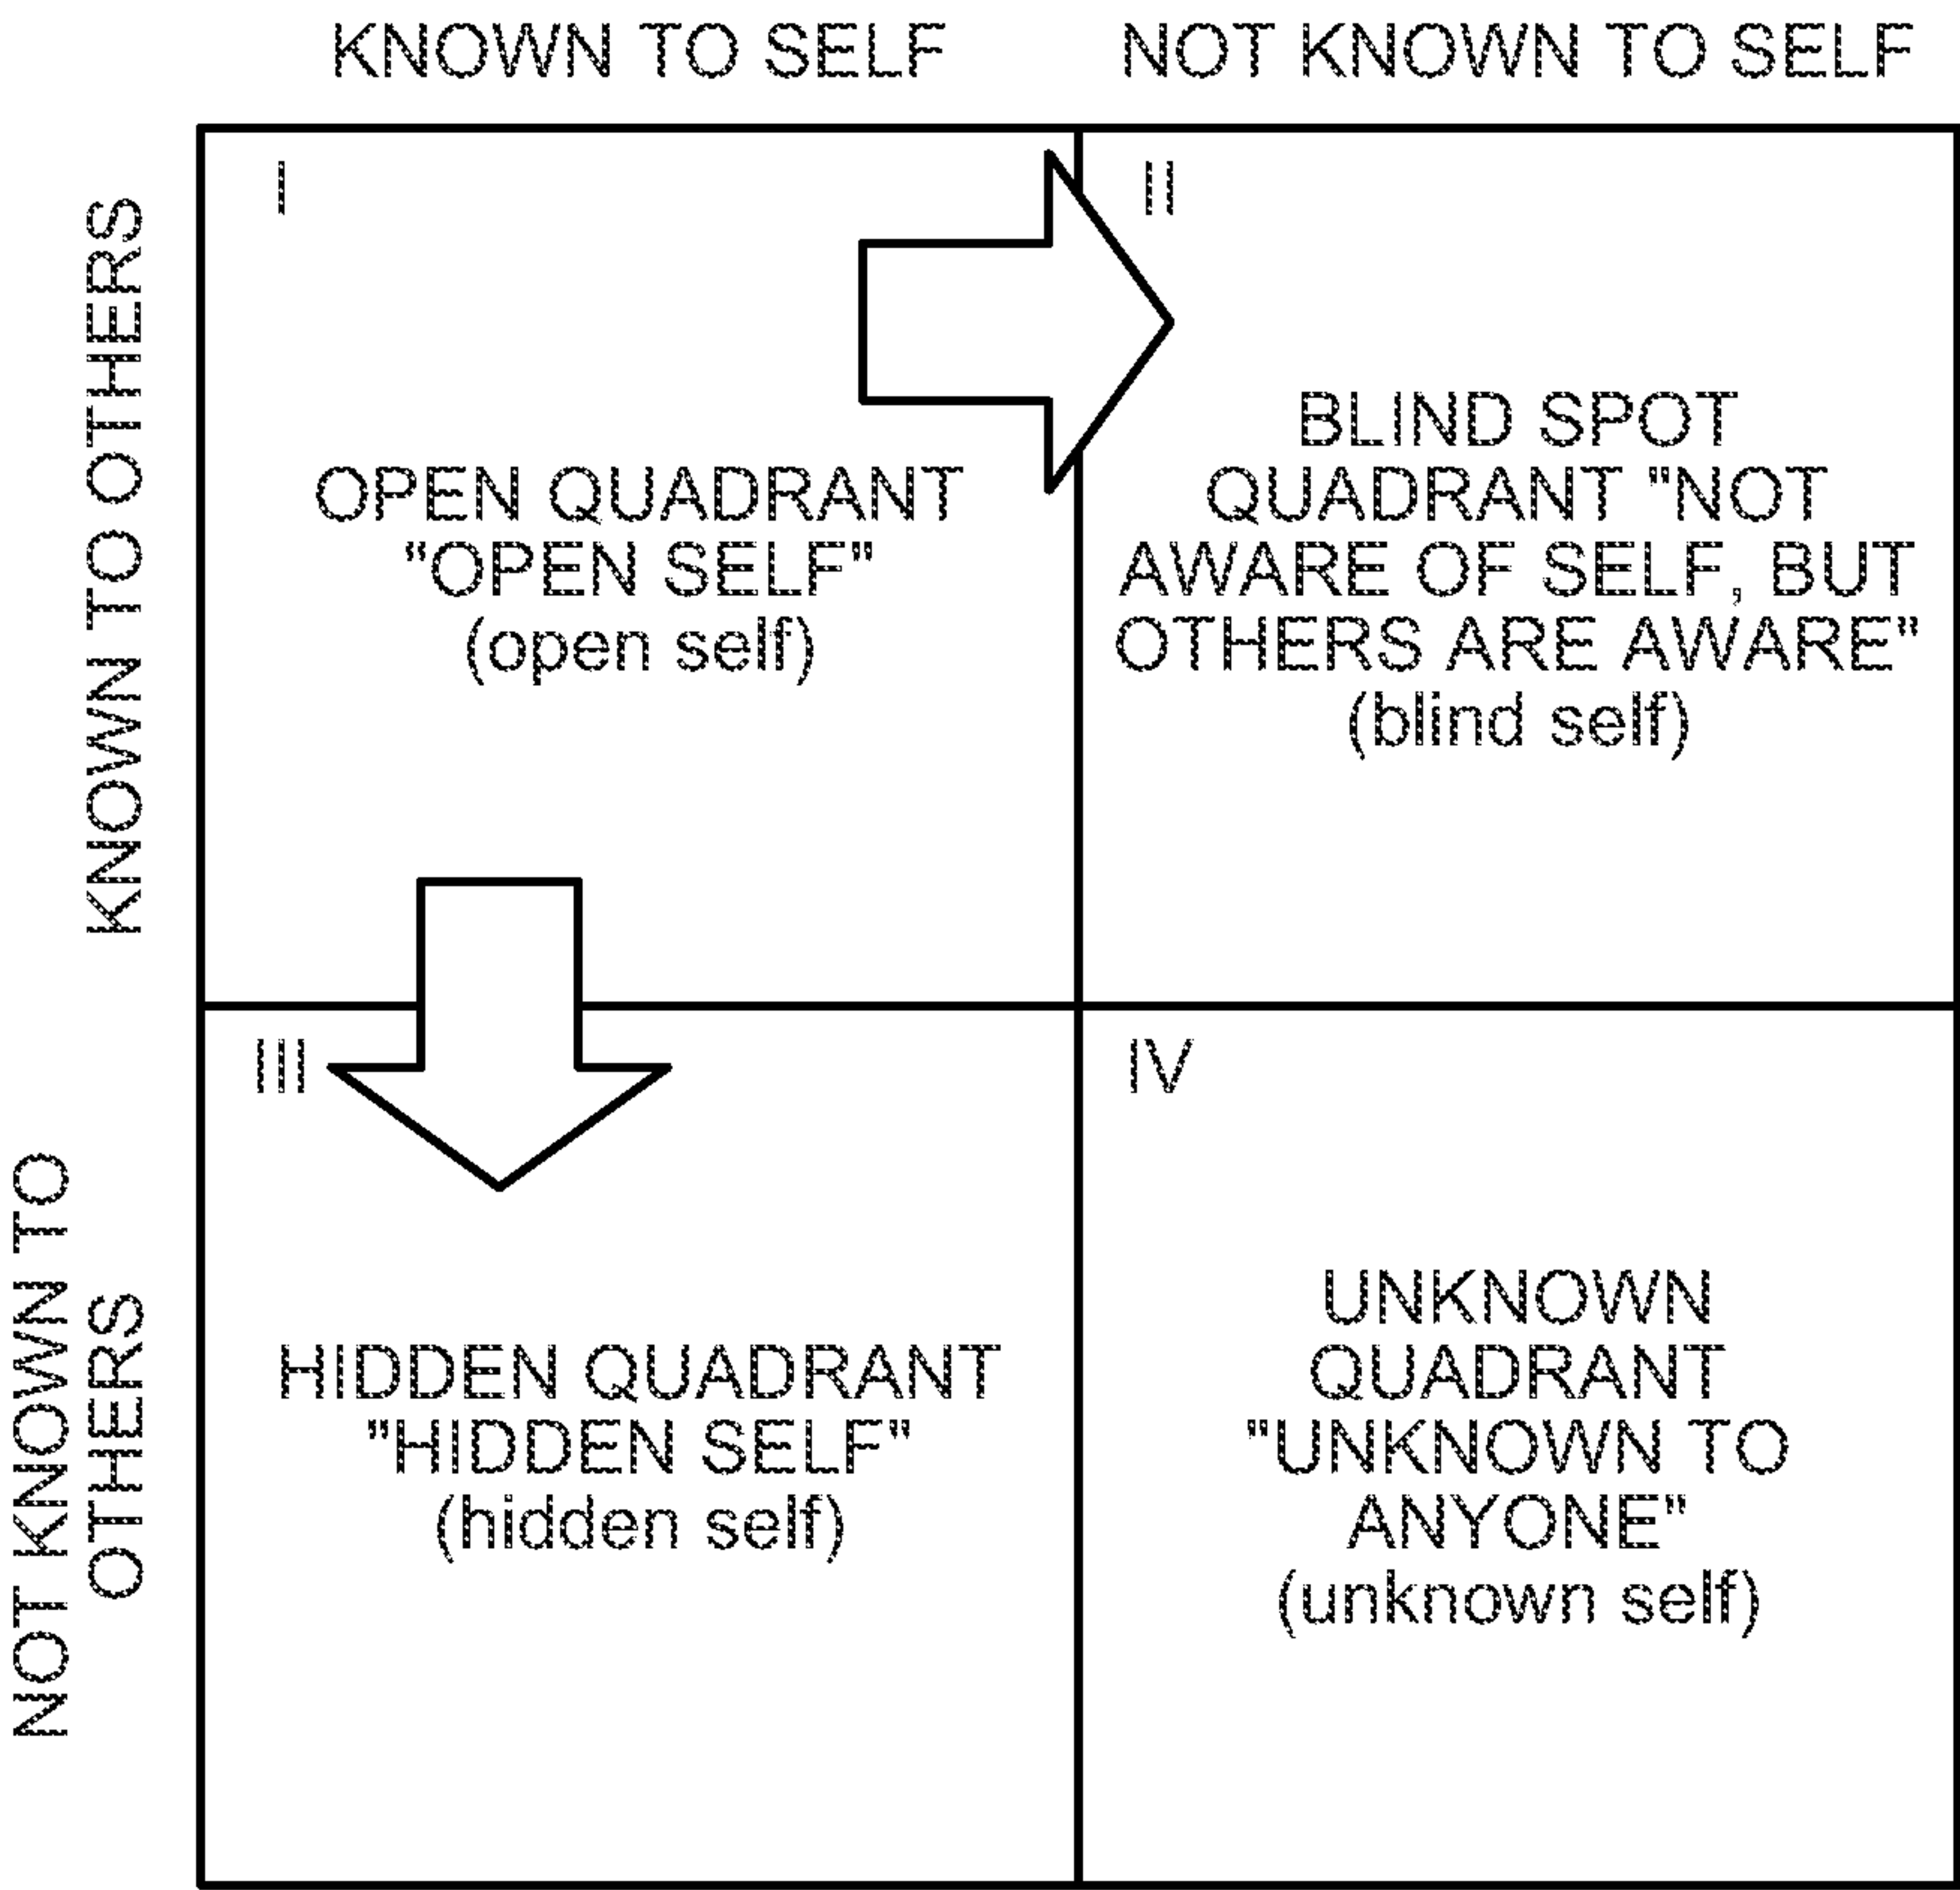 KNOWN TO SELF
NOT KNOWN TO SELF
KNOWN TO OTHERS
I
OPEN QUADRANT
"OPEN SELF"
(open self)
II
BLIND SPOT
QUADRANT "NOT
AWARE OF SELF, BUT
OTHERS ARE AWARE"
(blind self)
NOT KNOWN TO
OTHERS
III
HIDDEN QUADRANT
"HIDDEN SELF"
(hidden self)
IV
UNKNOWN
QUADRANT
"UNKNOWN TO
ANYONE"
(unknown self)